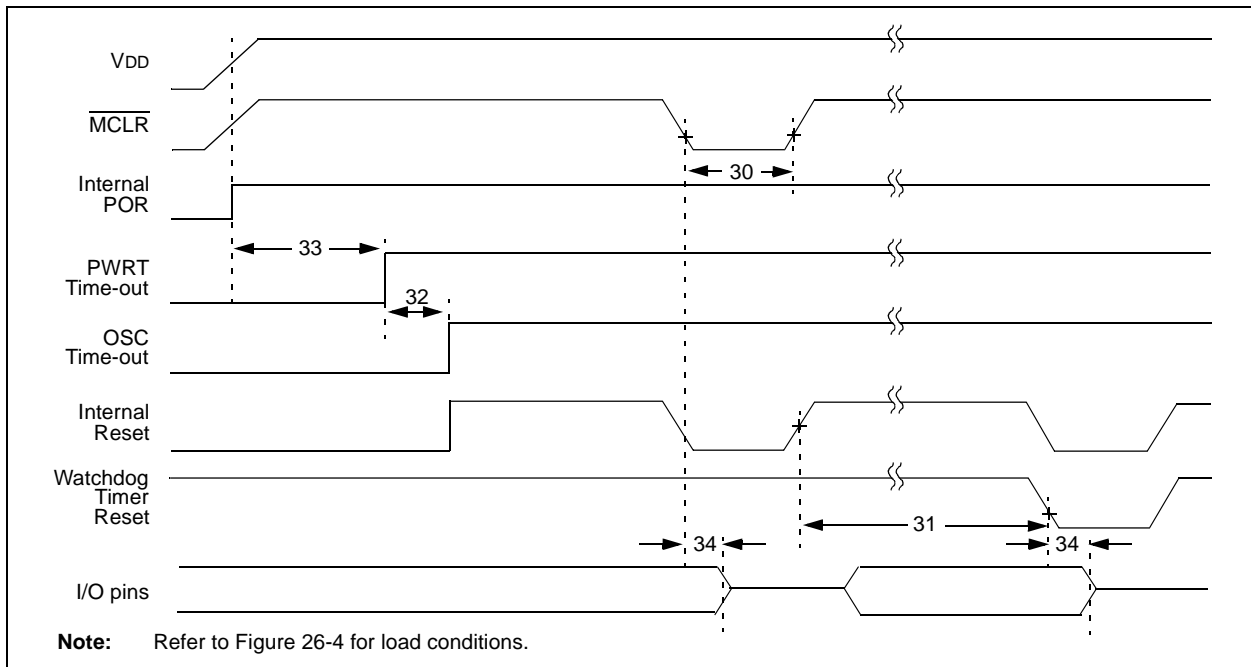 VDD
MCLR
30
Internal
POR
33
PWRT
Time-out
32
OSC
Time-out
Internal
Reset
Watchdog
Timer
Reset
31
34
34
I/O pins
Note: Refer to Figure 26-4 for load conditions.